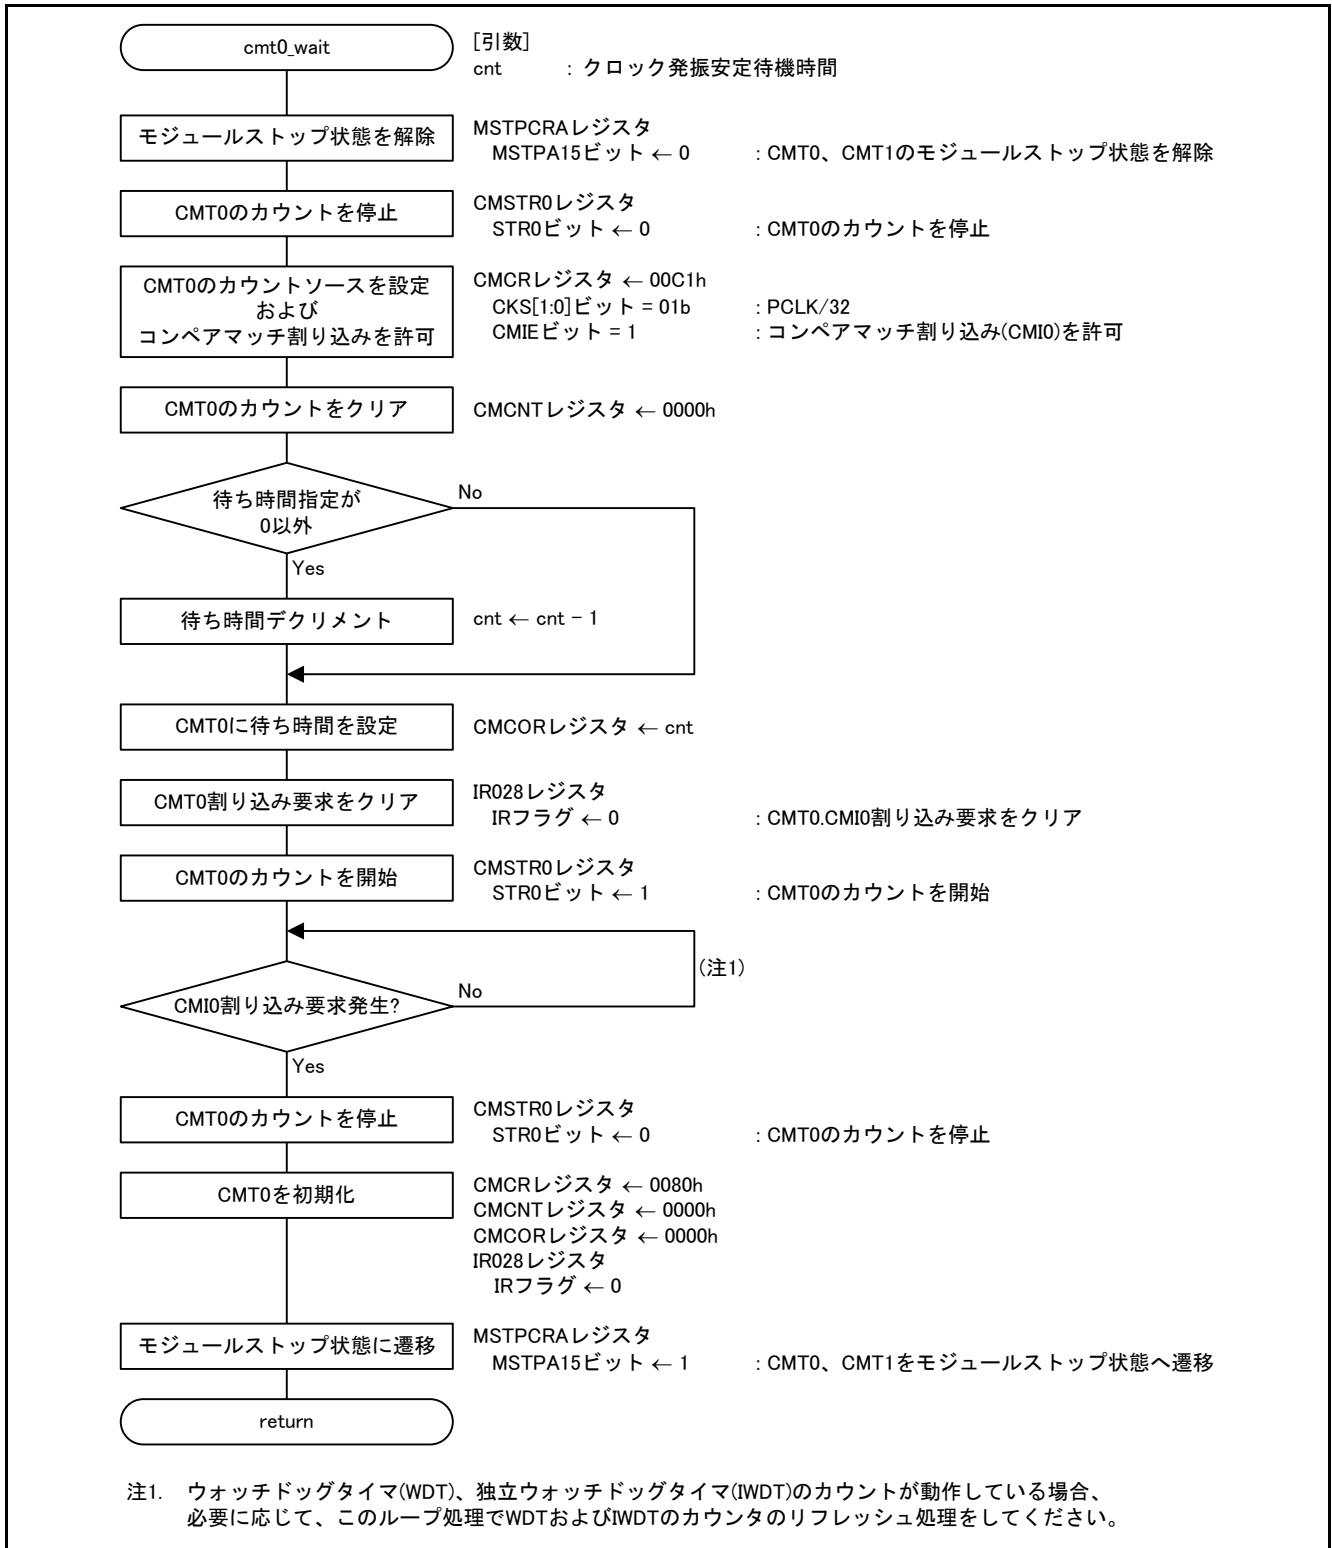 cmt0_wait
[引数]
cnt : クロック発振安定待機時間
モジュールストップ状態を解除
MSTPCRAレジスタ
MSTPA15ビット ← 0 : CMT0、CMT1のモジュールストップ状態を解除
CMT0のカウントを停止
CMSTR0レジスタ
STR0ビット ← 0 : CMT0のカウントを停止
CMT0のカウントソースを設定
および
コンペアマッチ割り込みを許可
CMCRレジスタ ← 00C1h
CKS[1:0]ビット = 01b : PCLK/32
CMIEビット = 1 : コンペアマッチ割り込み(CMI0)を許可
CMT0のカウントをクリア
CMCNTレジスタ ← 0000h
待ち時間指定が
0以外
No
Yes
待ち時間デクリメント
cnt ← cnt - 1
CMT0に待ち時間を設定
CMCORレジスタ ← cnt
CMT0割り込み要求をクリア
IR028レジスタ
IRフラグ ← 0 : CMT0.CMI0割り込み要求をクリア
CMT0のカウントを開始
CMSTR0レジスタ
STR0ビット ← 1 : CMT0のカウントを開始
(注1)
CMI0割り込み要求発生?
No
Yes
CMT0のカウントを停止
CMSTR0レジスタ
STR0ビット ← 0 : CMT0のカウントを停止
CMT0を初期化
CMCRレジスタ ← 0080h
CMCNTレジスタ ← 0000h
CMCORレジスタ ← 0000h
IR028レジスタ
IRフラグ ← 0
モジュールストップ状態に遷移
MSTPCRAレジスタ
MSTPA15ビット ← 1 : CMT0、CMT1をモジュールストップ状態へ遷移
return
注1. ウォッチドッグタイマ(WDT)、独立ウォッチドッグタイマ(IWDT)のカウントが動作している場合、
必要に応じて、このループ処理でWDTおよびIWDTのカウンタのリフレッシュ処理をしてください。